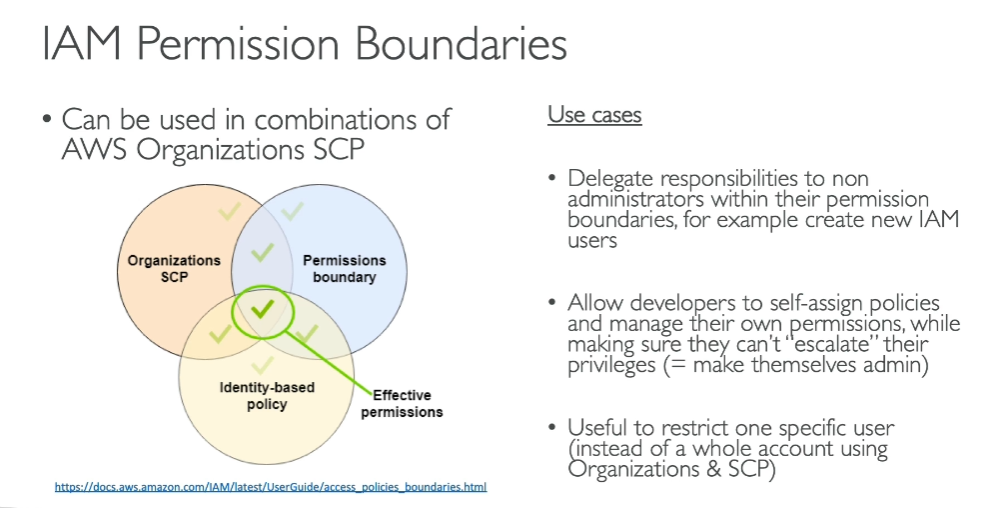 IAM Permission Boundaries
• Can be used in combinations of
AWS Organizations SCP
Organizations
SCP
Permissions
boundary
Identity-based
policy
Effective
permissions
https://docs.aws.amazon.com/IAM/latest/UserGuide/access_policies_boundaries.html
Use cases
• Delegate responsibilities to non
administrators within their permission
boundaries, for example create new IAM
users
• Allow developers to self-assign policies
and manage their own permissions, while
making sure they can't "escalate" their
privileges (= make themselves admin)
• Useful to restrict one specific user
(instead of a whole account using
Organizations & SCP)